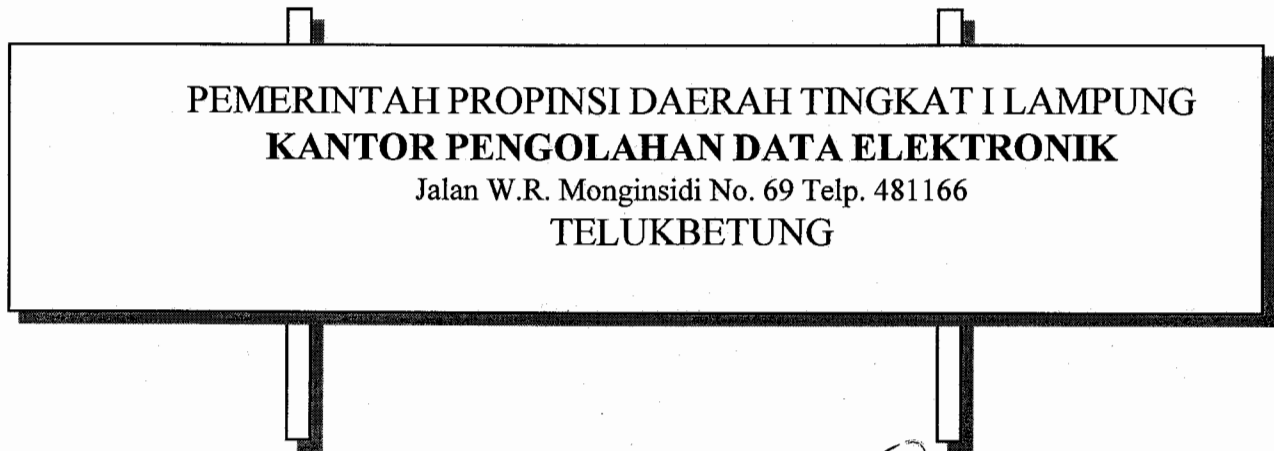 PEMERINTAH PROPINSI DAERAH TINGKAT I LAMPUNG
KANTOR PENGOLAHAN DATA ELEKTRONIK
Jalan W.R. Monginsidi No. 69 Telp. 481166
TELUKBETUNG